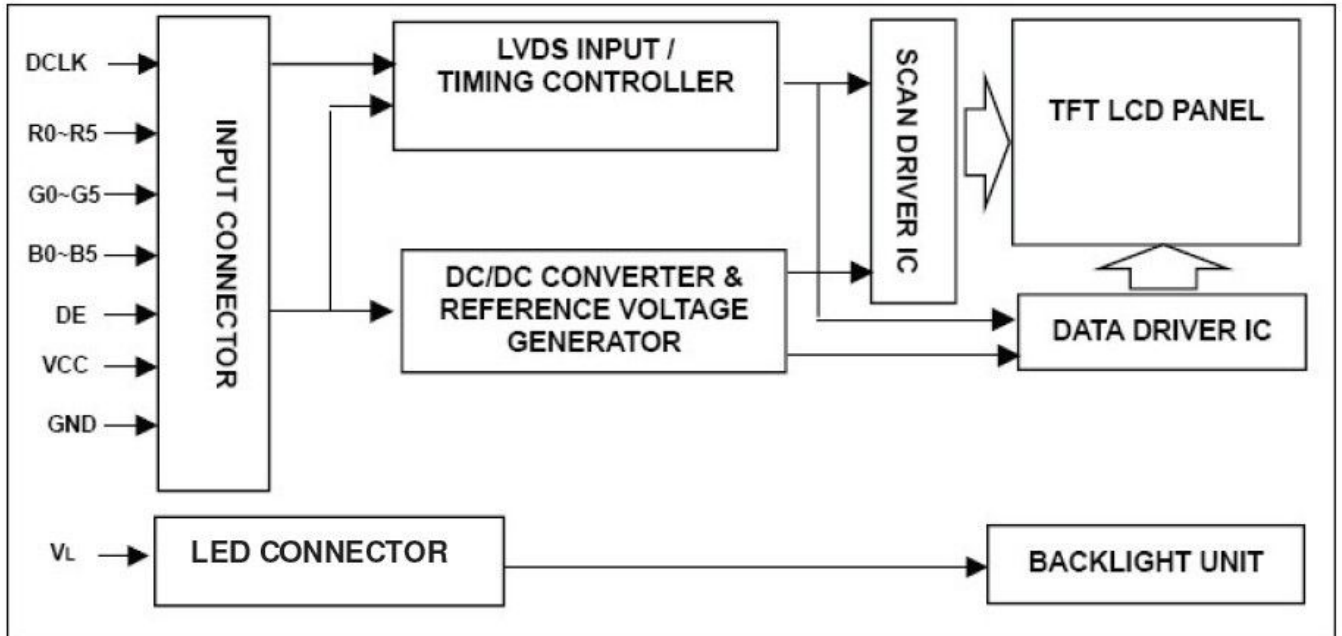 DCLK
R0~R5
G0~G5
B0~B5
DE
VCC
GND
INPUT CONNECTOR
LVDS INPUT /
TIMING CONTROLLER
DC/DC CONVERTER &
REFERENCE VOLTAGE
GENERATOR
SCAN DRIVER IC
TFT LCD PANEL
DATA DRIVER IC
VL
LED CONNECTOR
BACKLIGHT UNIT